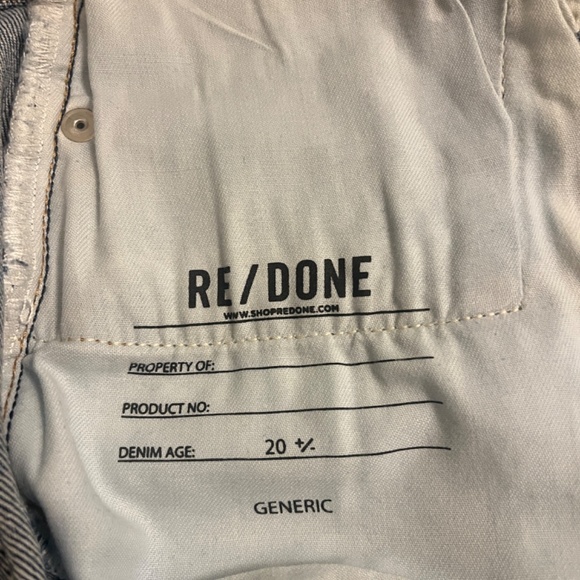 RE/DONE
WWW.SHOPREDONE.COM
PROPERTY OF:
PRODUCT NO:
DENIM AGE: 20 +/-
GENERIC